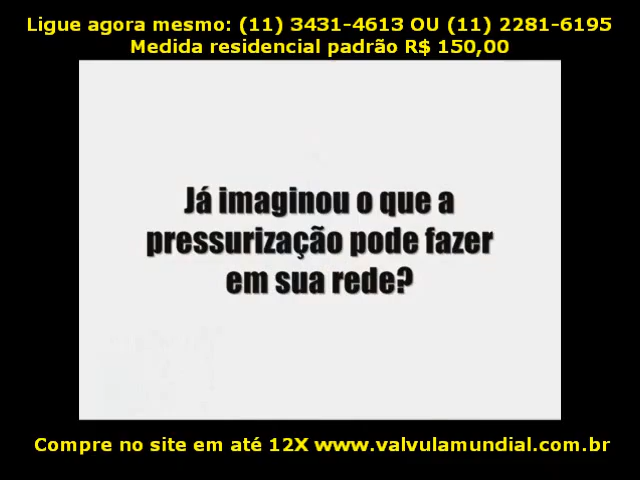 Ligue agora mesmo: (11) 3431-4613 OU (11) 2281-6195
Medida residencial padrão R$ 150,00
Já imaginou o que a
pressurização pode fazer
em sua rede?
Compre no site em até 12X www.valvulamundial.com.br